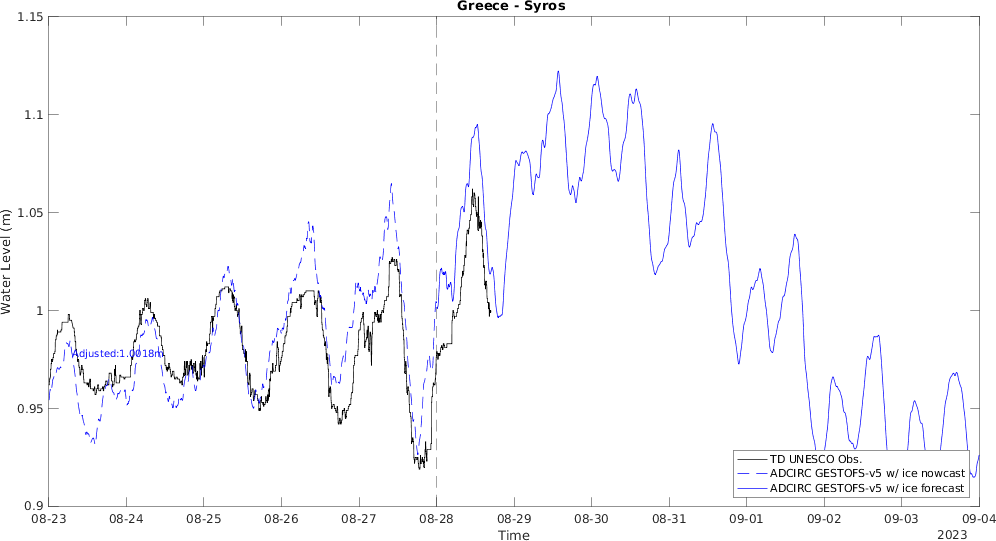 Greece - Syros
Water Level (m)
1.15
1.1
1.05
1
0.95
0.9
Adjusted:1.0018m
TD UNESCO Obs.
ADCIRC GESTOFS-v5 w/ ice nowcast
ADCIRC GESTOFS-v5 w/ ice forecast
08-23 08-24 08-25 08-26 08-27 08-28 08-29 08-30 08-31 09-01 09-02 09-03 09-04
Time
2023